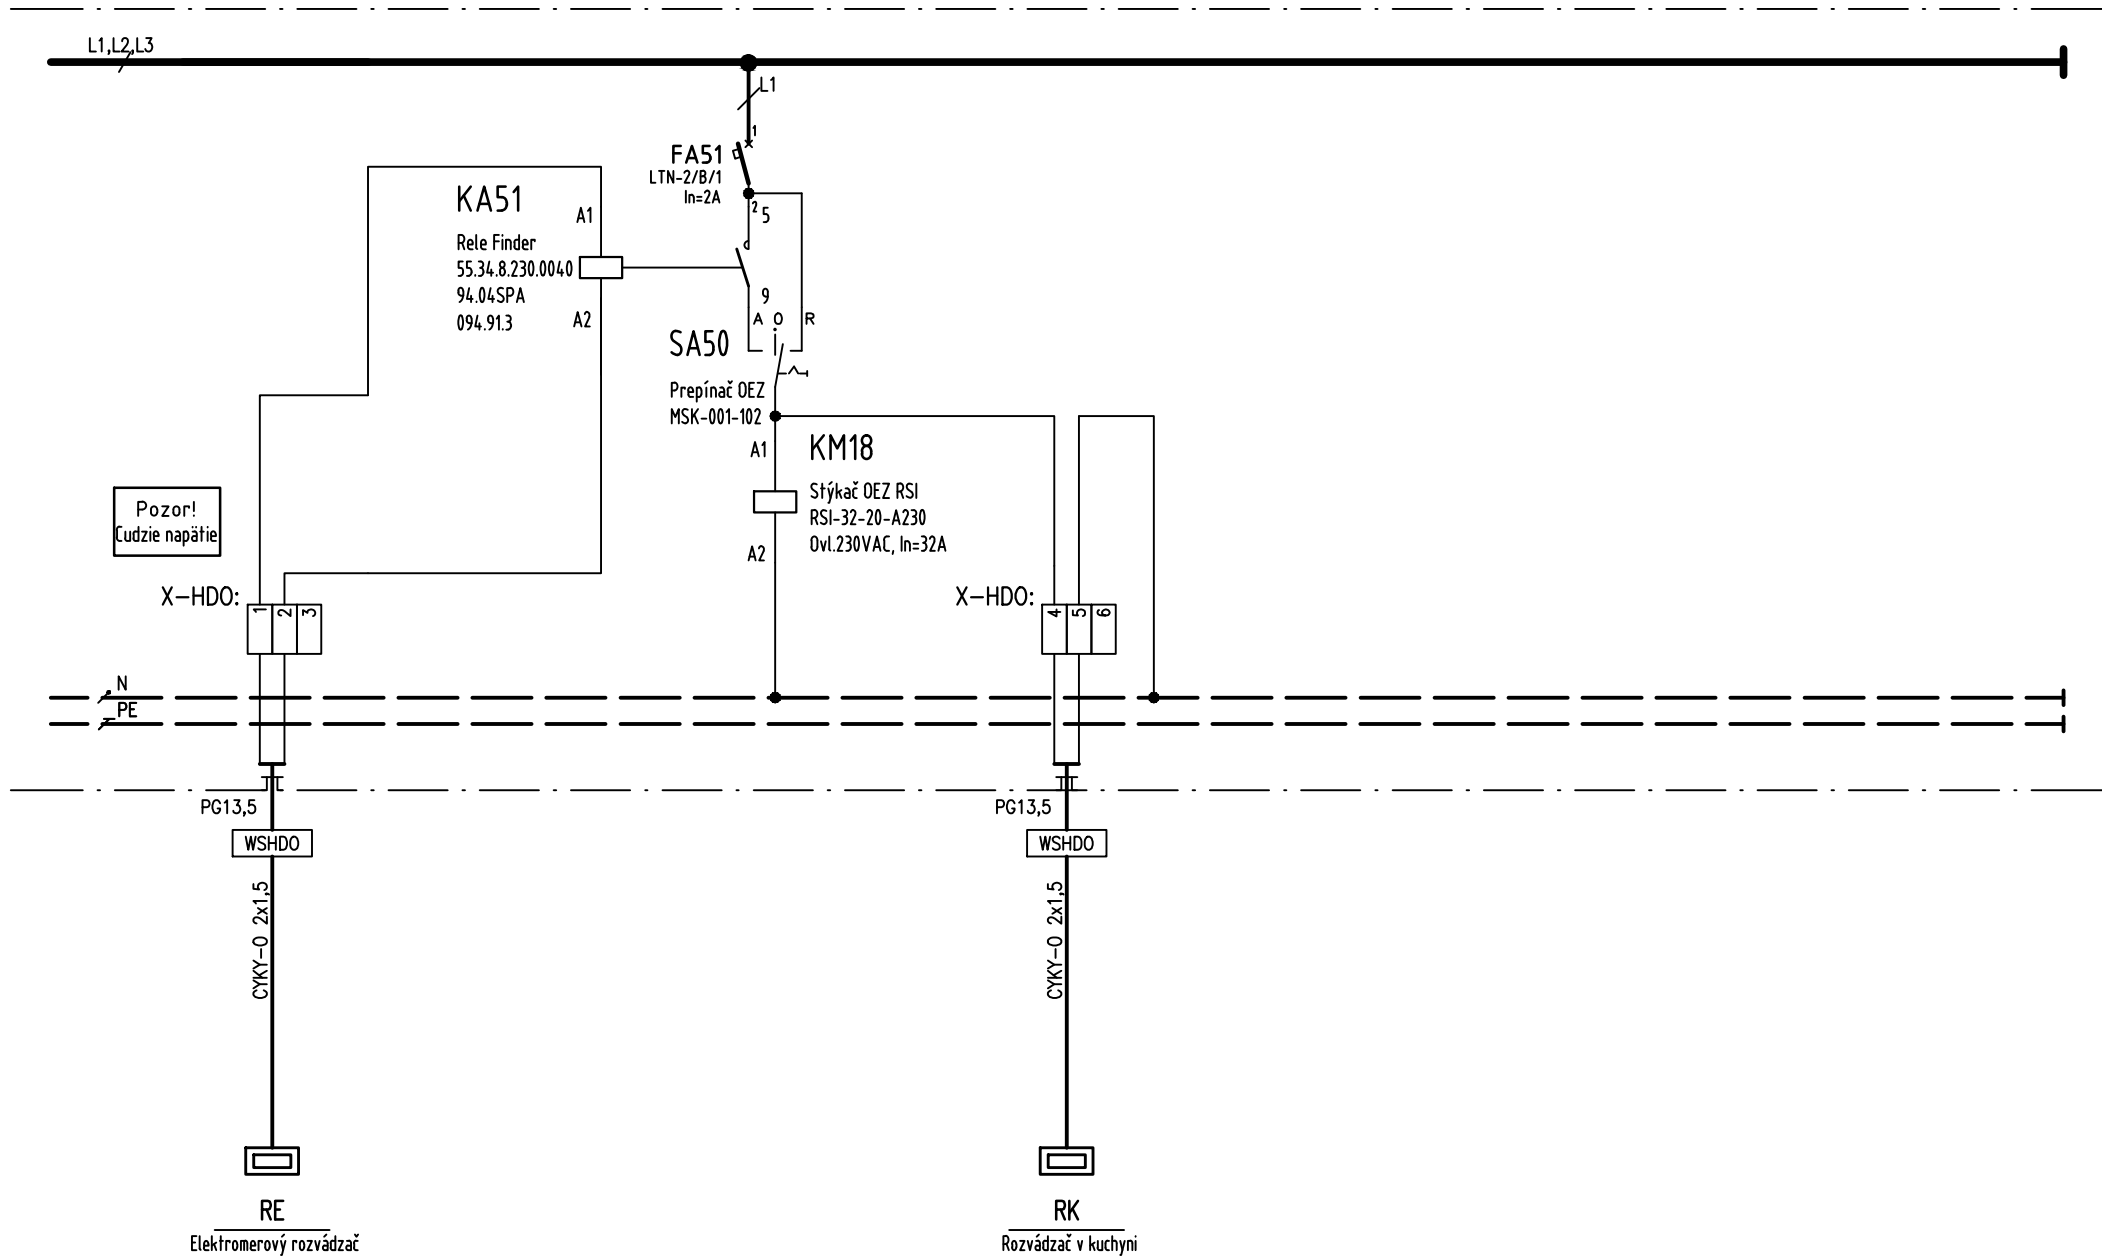 L1,L2,L3
L1
1
FA51
LTN-2/B/1
In=2A
2
5
KA51
A1
Rele Finder
55.34.8.230.0040
94.04SPA
094.91.3
A2
9
A O R
SA50
Prepínač OEZ
MSK-001-102
A1
KM18
Stýkač OEZ RSI
RSI-32-20-A230
Ovl.230VAC, In=32A
A2
Pozor!
Cudzie napätie
X-HDO:
1 2 3
X-HDO:
4 5 6
N
PE
PG13,5
WSHDO
CYKY-O 2x1,5
RE
Elektromerový rozvádzač
PG13,5
WSHDO
CYKY-O 2x1,5
RK
Rozvádzač v kuchyni